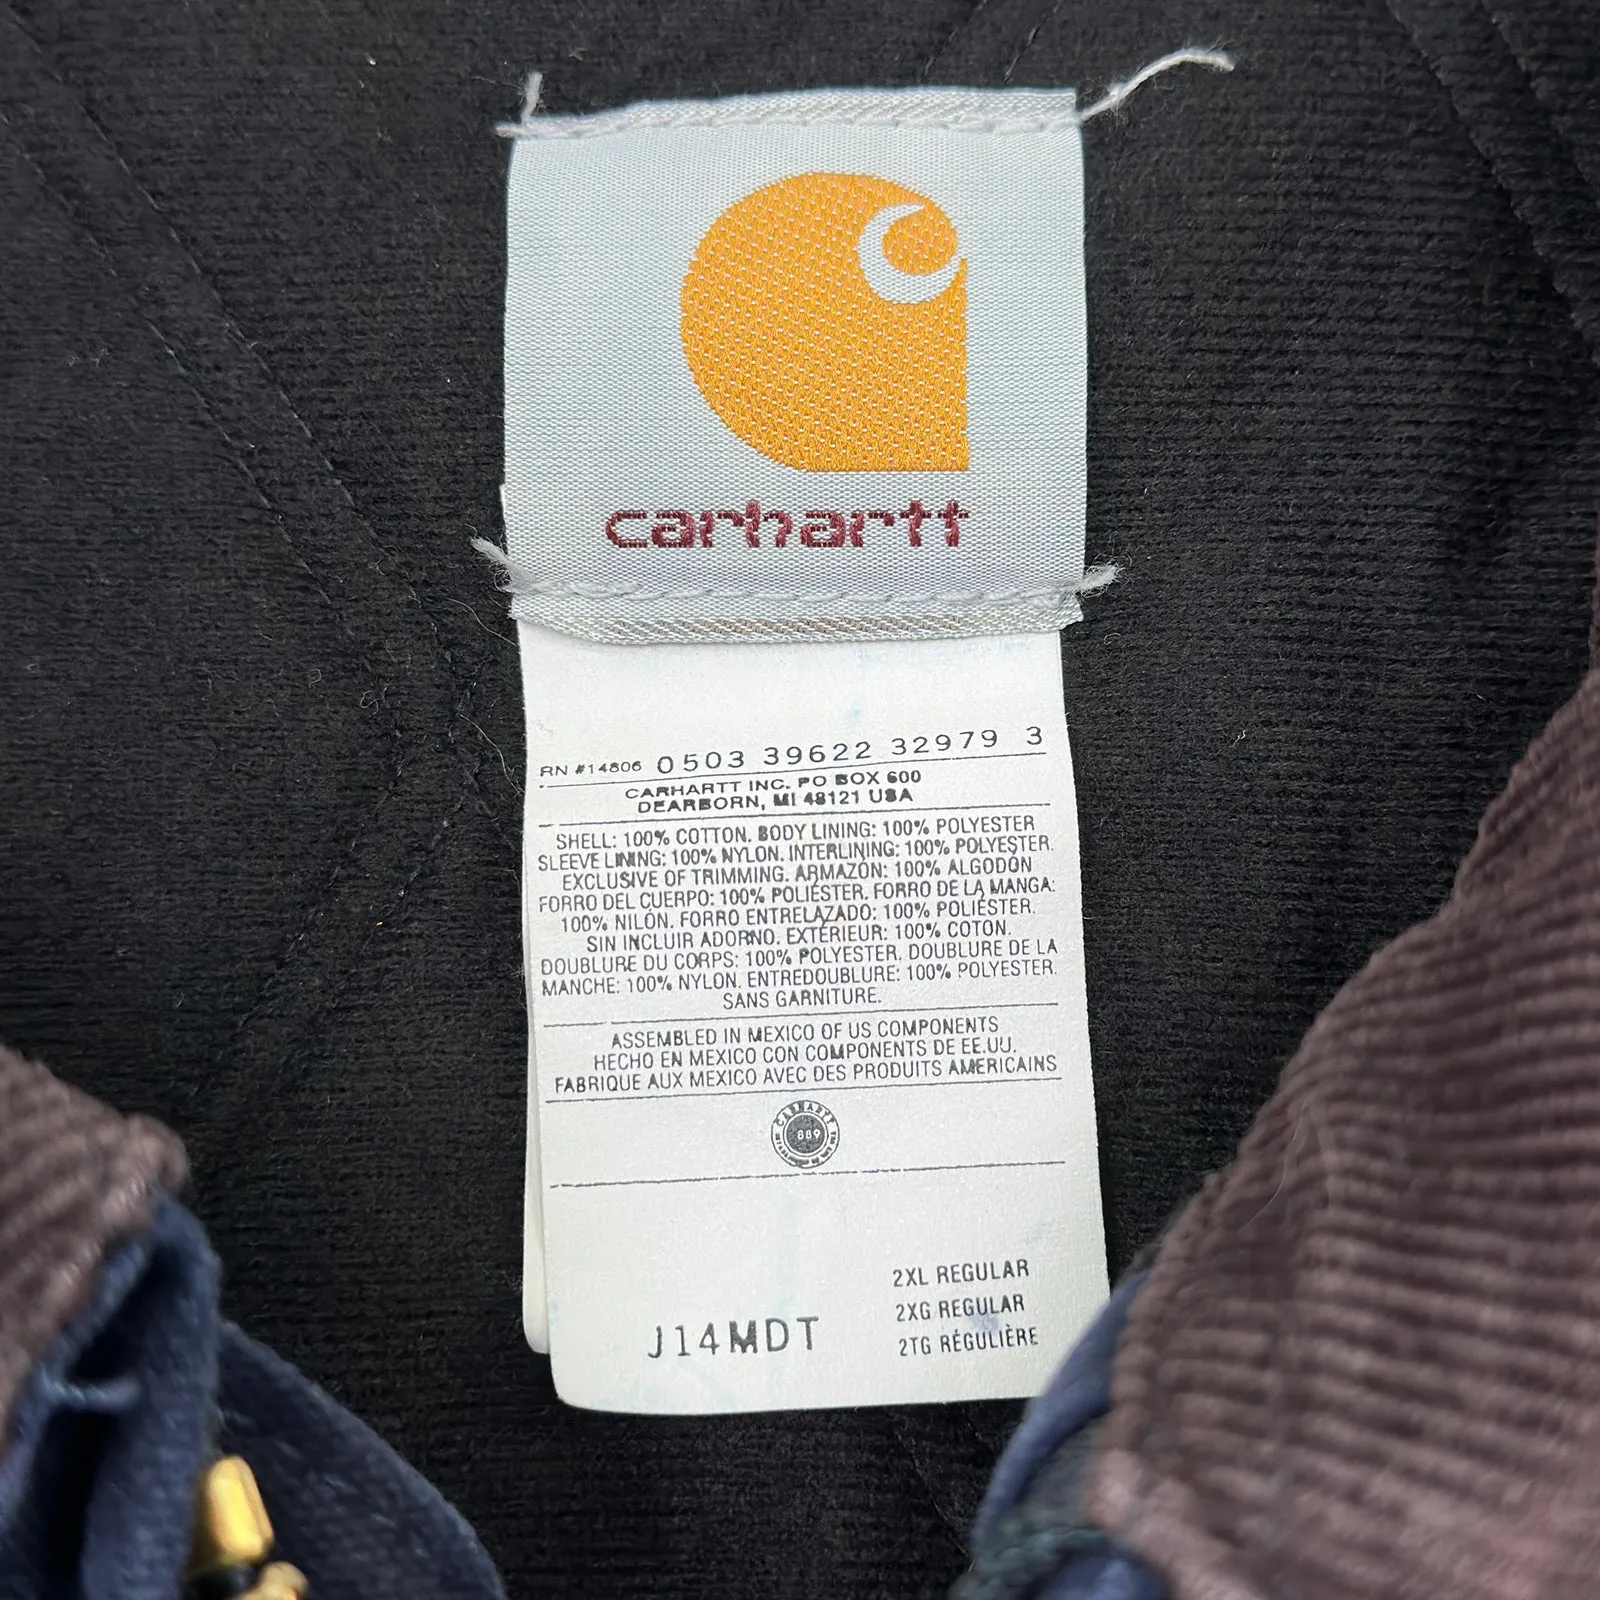 carhartt
RN #14806 0503 39622 32979 3
CARHARTT INC. PO BOX 600
DEARBORN, MI 48121 USA
SHELL: 100% COTTON. BODY LINING: 100% POLYESTER
SLEEVE LINING: 100% NYLON. INTERLINING: 100% POLYESTER.
EXCLUSIVE OF TRIMMING. ARMAZÓN: 100% ALGODÓN
FORRO DEL CUERPO: 100% POLIÉSTER. FORRO DE LA MANGA:
100% NILÓN. FORRO ENTRELAZADO: 100% POLIÉSTER.
SIN INCLUIR ADORNO. EXTÉRIEUR: 100% COTON.
DOUBLURE DU CORPS: 100% POLYESTER. DOUBLURE DE LA
MANCHE: 100% NYLON. ENTREDOUBLURE: 100% POLYESTER.
SANS GARNITURE.
ASSEMBLED IN MEXICO OF US COMPONENTS
HECHO EN MEXICO CON COMPONENTS DE EE.UU.
FABRIQUE AUX MEXICO AVEC DES PRODUITS AMERICAINS
CARHARTT
889
2XL REGULAR
2XG REGULAR
J14MDT
2TG RÉGULIÈRE